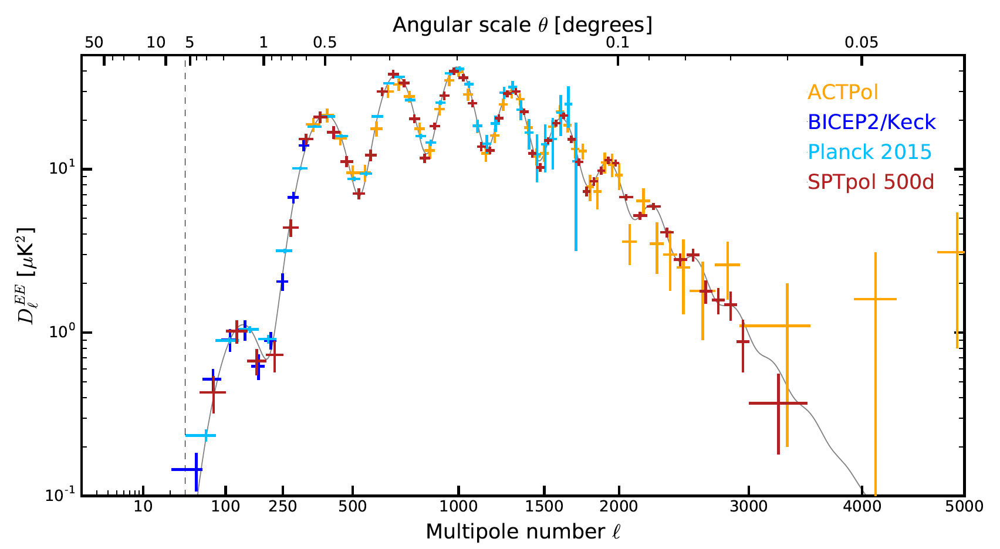 Angular scale θ [degrees]
50 10 5 1 0.5 0.1 0.05
ACTPol
BICEP2/Keck
Planck 2015
SPTpol 500d
10¹
10⁰
10⁻¹
D_ℓ^EE [μK²]
10 100 250 500 1000 1500 2000 3000 4000 5000
Multipole number ℓ